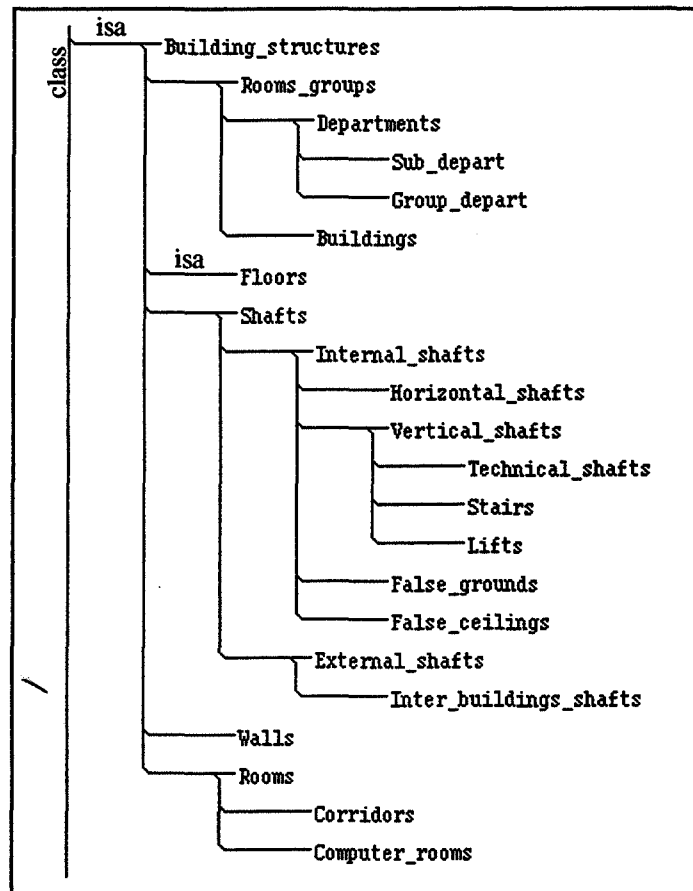 isa
class
Building_structures
Rooms_groups
Departments
Sub_depart
Group_depart
Buildings
isa
Floors
Shafts
Internal_shafts
Horizontal_shafts
Vertical_shafts
Technical_shafts
Stairs
Lifts
False_grounds
False_ceilings
External_shafts
Inter_buildings_shafts
Walls
Rooms
Corridors
Computer_rooms